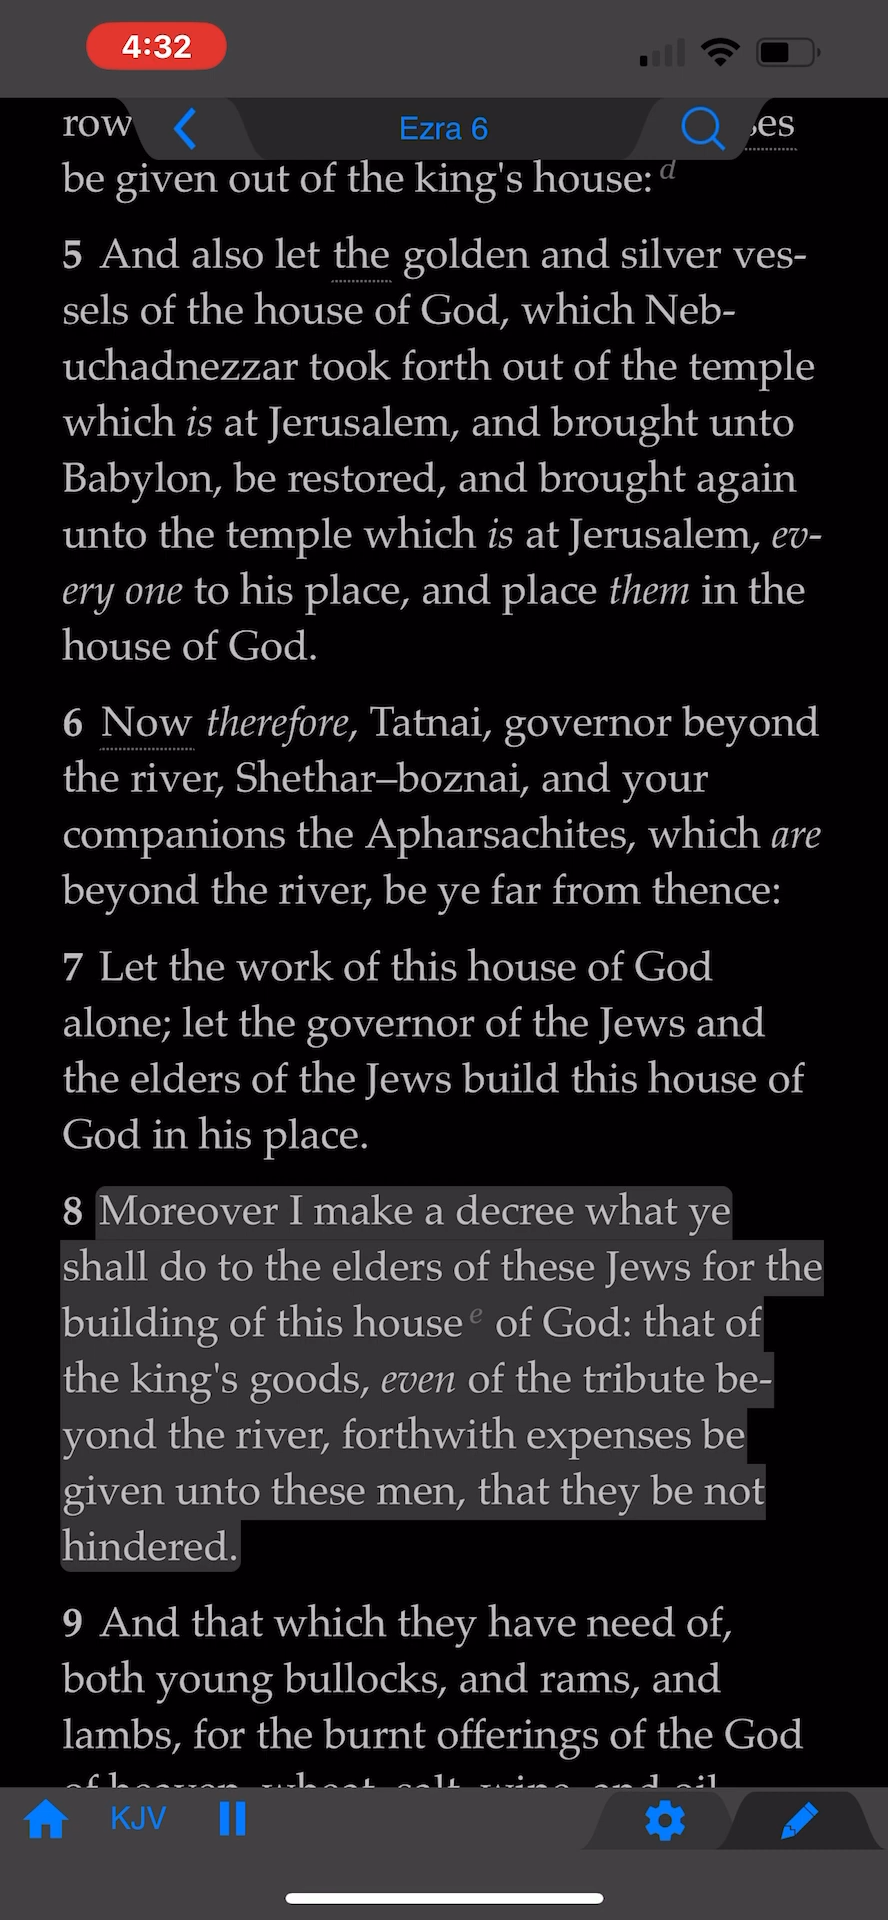 4:32
Ezra 6
row
es
be given out of the king's house: d
5 And also let the golden and silver ves-
sels of the house of God, which Neb-
uchadnezzar took forth out of the temple
which is at Jerusalem, and brought unto
Babylon, be restored, and brought again
unto the temple which is at Jerusalem, ev-
ery one to his place, and place them in the
house of God.
6 Now therefore, Tatnai, governor beyond
the river, Shethar–boznai, and your
companions the Apharsachites, which are
beyond the river, be ye far from thence:
7 Let the work of this house of God
alone; let the governor of the Jews and
the elders of the Jews build this house of
God in his place.
8 Moreover I make a decree what ye
shall do to the elders of these Jews for the
building of this house e of God: that of
the king's goods, even of the tribute be-
yond the river, forthwith expenses be
given unto these men, that they be not
hindered.
9 And that which they have need of,
both young bullocks, and rams, and
lambs, for the burnt offerings of the God
of heaven, wheat, salt, wine, and oil,
KJV